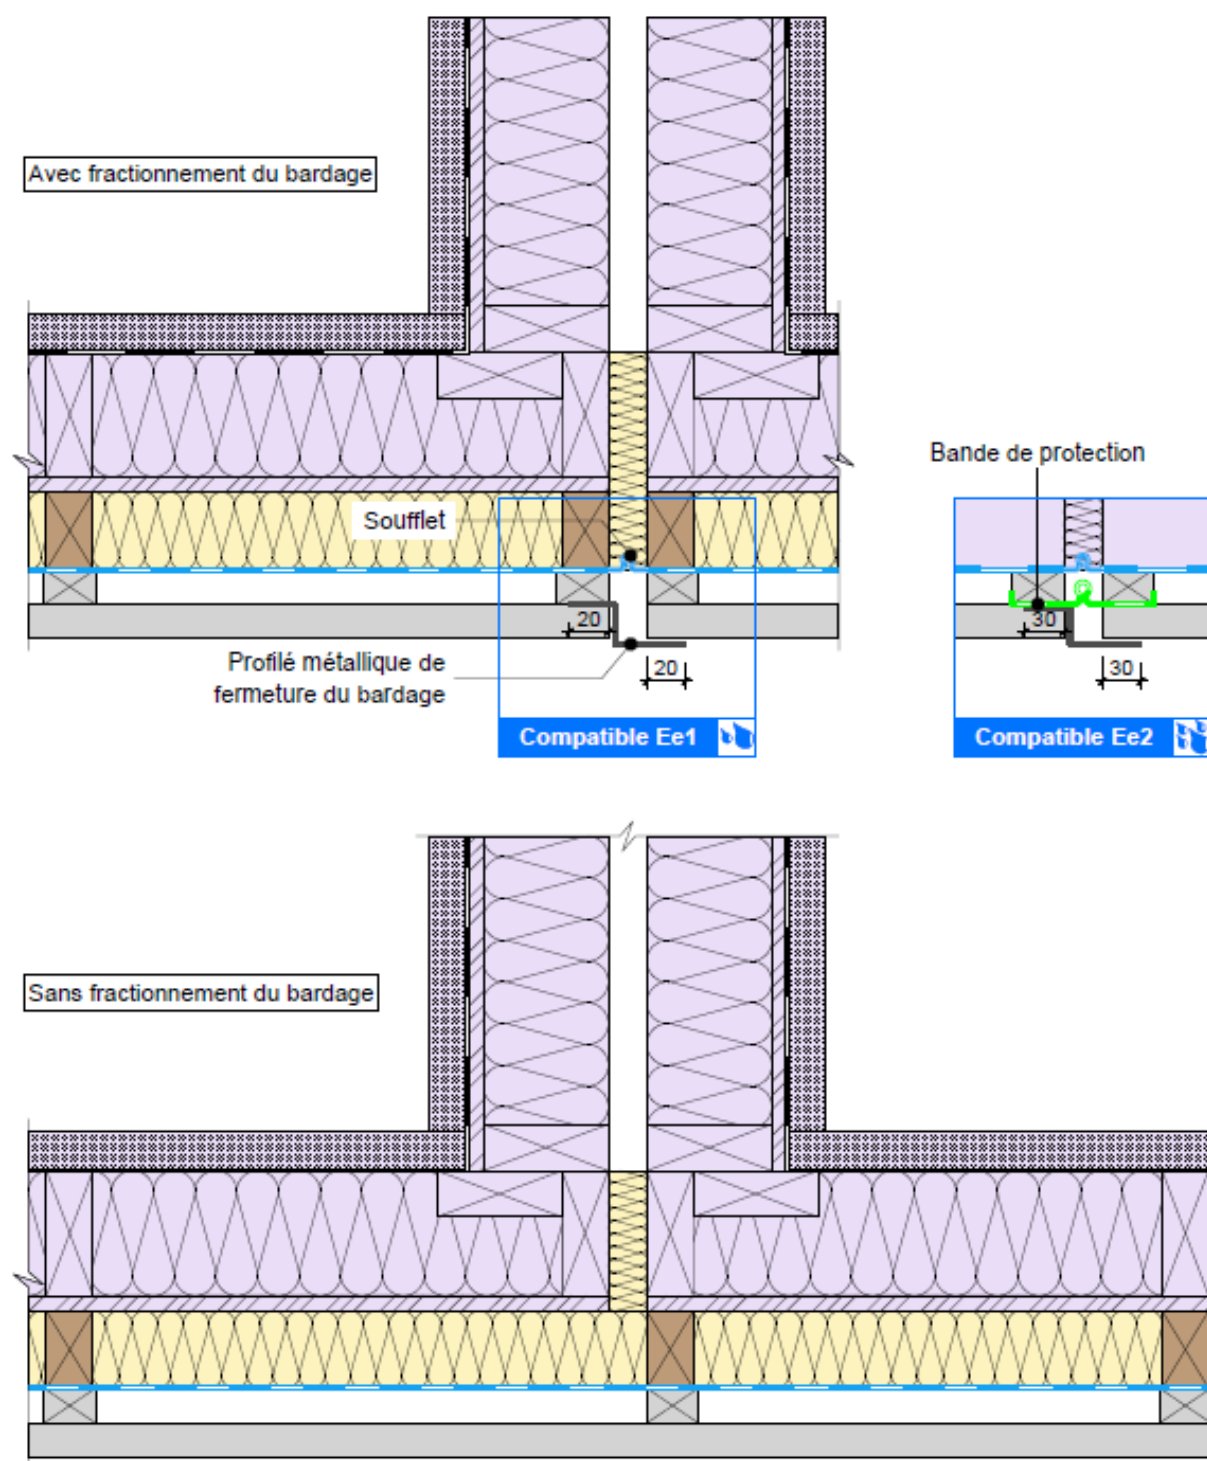 Avec fractionnement du bardage
Bande de protection
Soufflet
20
30
Profilé métallique de
fermeture du bardage
20
30
Compatible Ee1
Compatible Ee2
Sans fractionnement du bardage